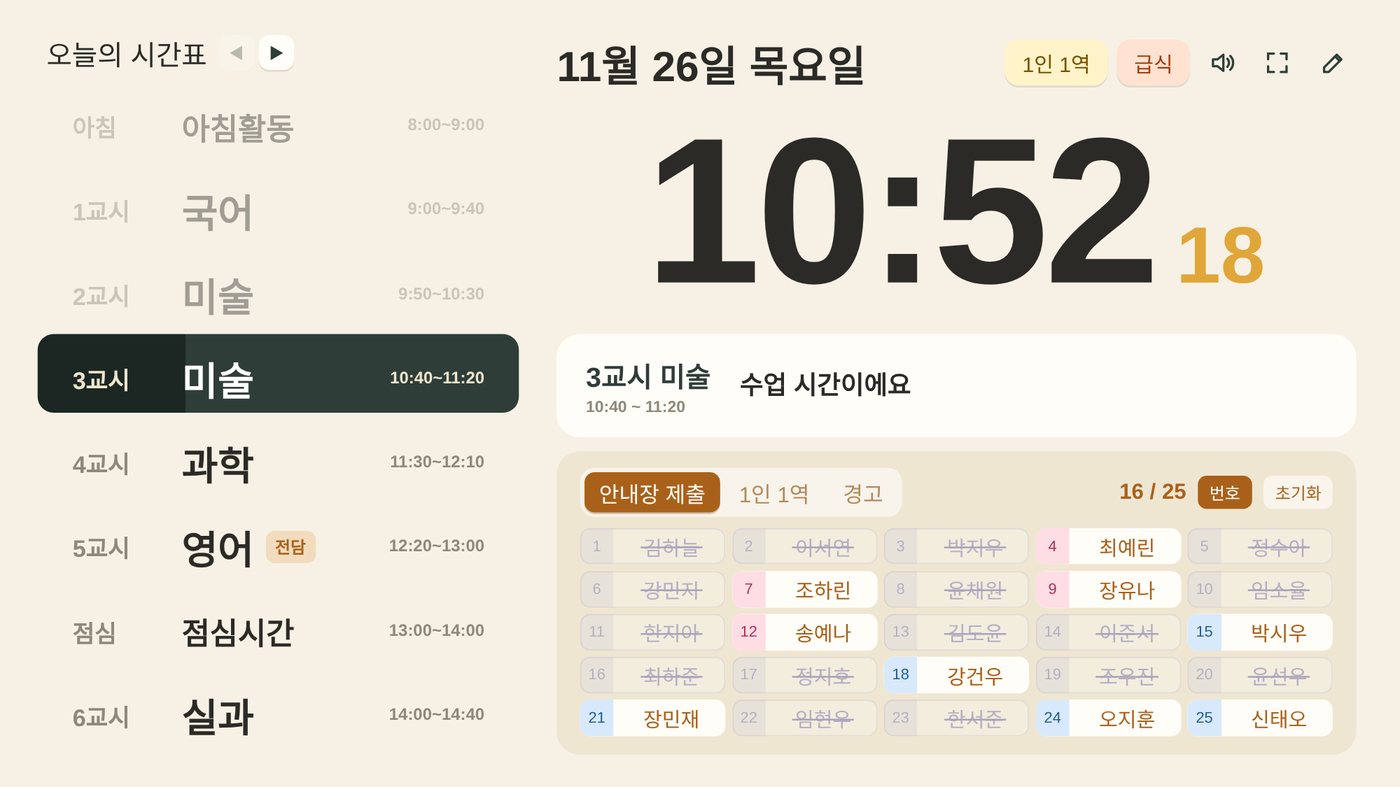 오늘의 시간표 ◀ ▶
아침 아침활동 8:00~9:00
1교시 국어 9:00~9:40
2교시 미술 9:50~10:30
3교시 미술 10:40~11:20
4교시 과학 11:30~12:10
5교시 영어 전담 12:20~13:00
점심 점심시간 13:00~14:00
6교시 실과 14:00~14:40
11월 26일 목요일 1인 1역 급식
10:52 18
3교시 미술 수업 시간이에요
10:40 ~ 11:20
안내장 제출 1인 1역 경고 16 / 25 번호 초기화
1 김하늘 2 이서연 3 박지우 4 최예린 5 정수아
6 강민지 7 조하린 8 윤채원 9 장유나 10 임소율
11 한지아 12 송예나 13 김도윤 14 이준서 15 박시우
16 최하준 17 정지호 18 강건우 19 조우진 20 윤선우
21 장민재 22 임현우 23 한서준 24 오지훈 25 신태오